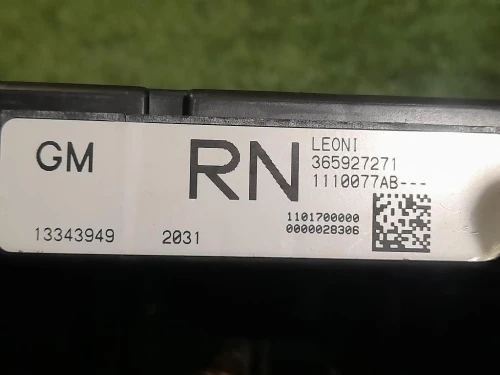 GM
RN
LEONI
365927271
1110077AB---
1101700000
0000028306
13343949
2031